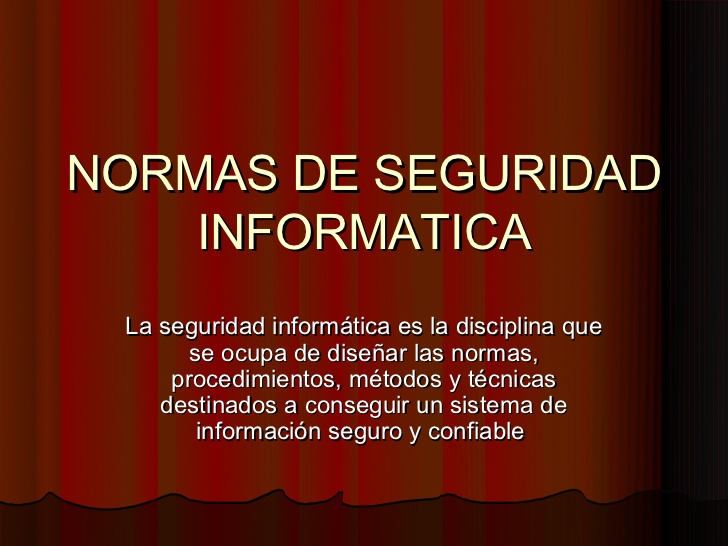 NORMAS DE SEGURIDAD
INFORMATICA
La seguridad informática es la disciplina que
se ocupa de diseñar las normas,
procedimientos, métodos y técnicas
destinados a conseguir un sistema de
información seguro y confiable